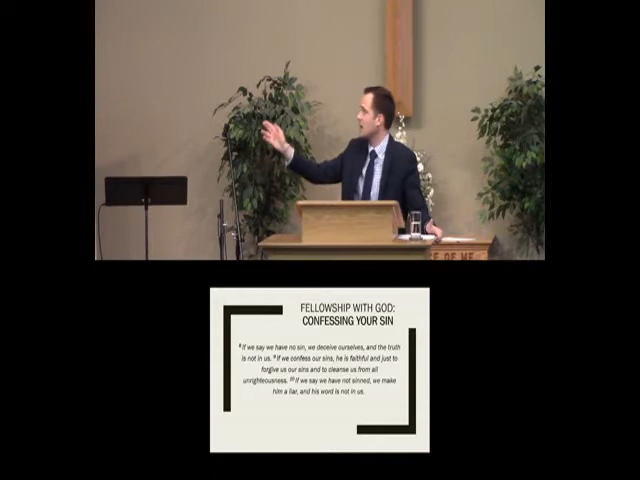 CE OF ME
FELLOWSHIP WITH GOD:
CONFESSING YOUR SIN
⁸ If we say we have no sin, we deceive ourselves, and the truth
is not in us. ⁹ If we confess our sins, he is faithful and just to
forgive us our sins and to cleanse us from all
unrighteousness. ¹⁰ If we say we have not sinned, we make
him a liar, and his word is not in us.